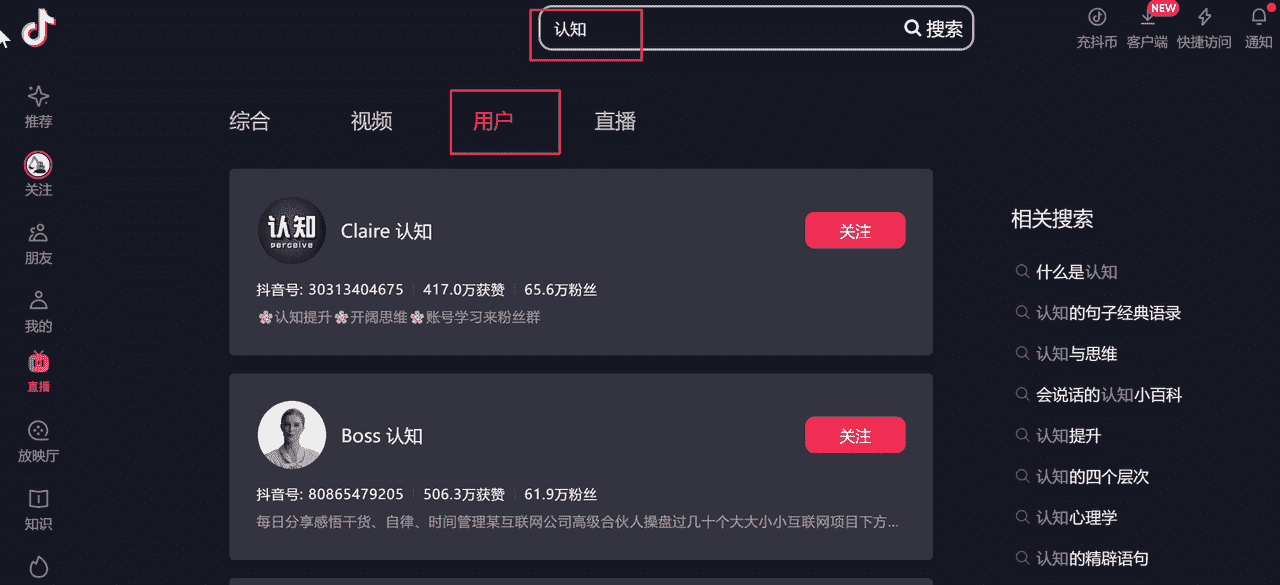 认知
搜索
充抖币
NEW
客户端
快捷访问
通知
推荐
关注
朋友
我的
直播
放映厅
知识
综合
视频
用户
直播
认知
perceive
Claire 认知
关注
抖音号: 30313404675 417.0万获赞 65.6万粉丝
🌸认知提升🌸开阔思维🌸账号学习来粉丝群
Boss 认知
关注
抖音号: 80865479205 506.3万获赞 61.9万粉丝
每日分享感悟干货、自律、时间管理某互联网公司高级合伙人操盘过几十个大大小小互联网项目下方...
相关搜索
什么是认知
认知的句子经典语录
认知与思维
会说话的认知小百科
认知提升
认知的四个层次
认知心理学
认知的精辟语句